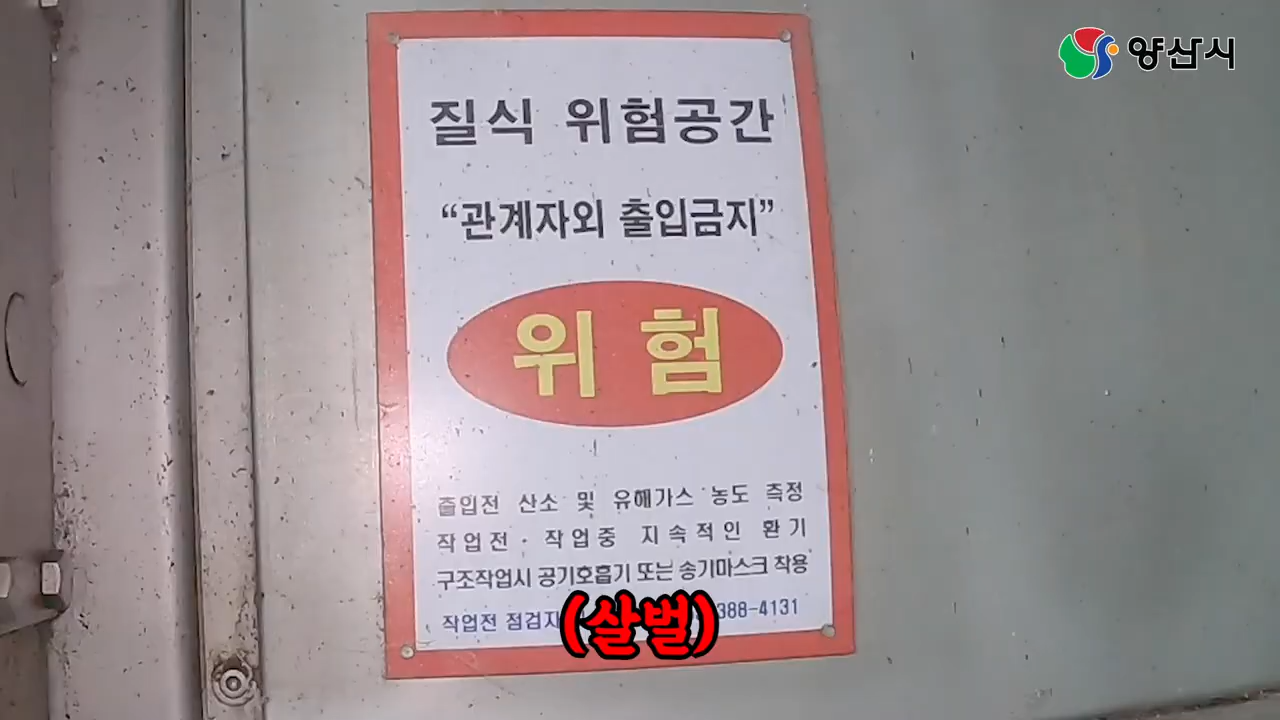 양산시
질식 위험공간
“관계자외 출입금지”
위 험
출입전 산소 및 유해가스 농도 측정
작업전 · 작업중 지속적인 환기
구조작업시 공기호흡기 또는 송기마스크 착용
작업전 점검자 388-4131
(살벌)